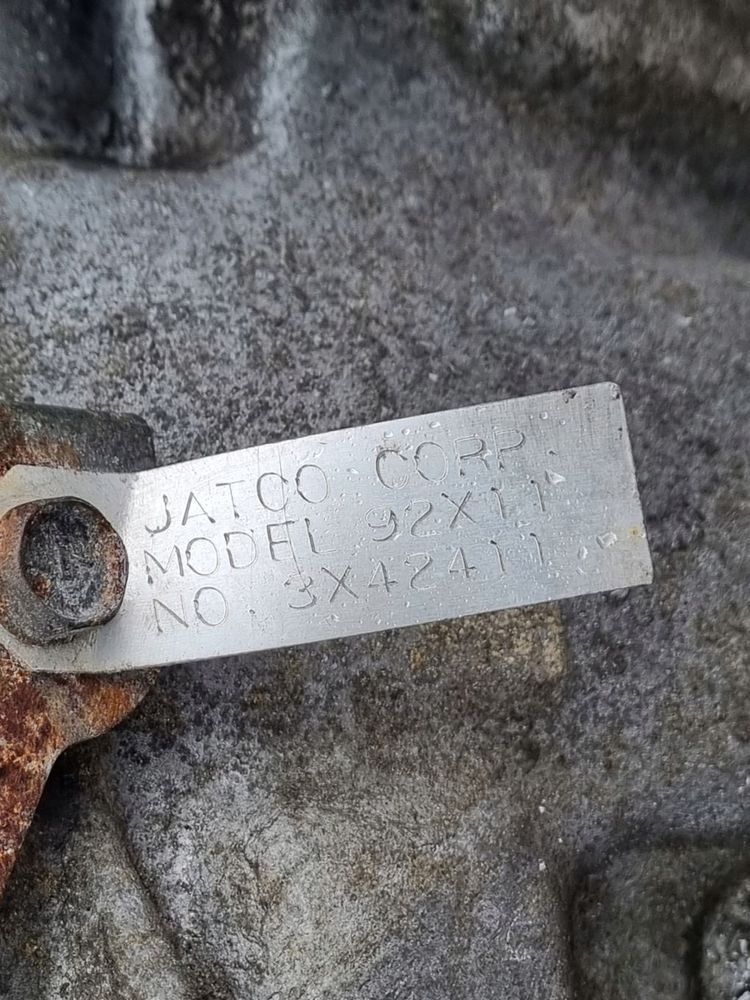 JATCO CORP.
MODEL 92X11
NO. 3X42411